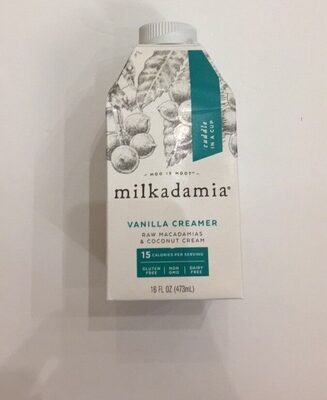 cuddle
IN A CUP
MOO IS MOOT®
milkadamia®
VANILLA CREAMER
RAW MACADAMIAS
& COCONUT CREAM
15 CALORIES PER SERVING
GLUTEN FREE
NON GMO
DAIRY FREE
16 FL OZ (473mL)